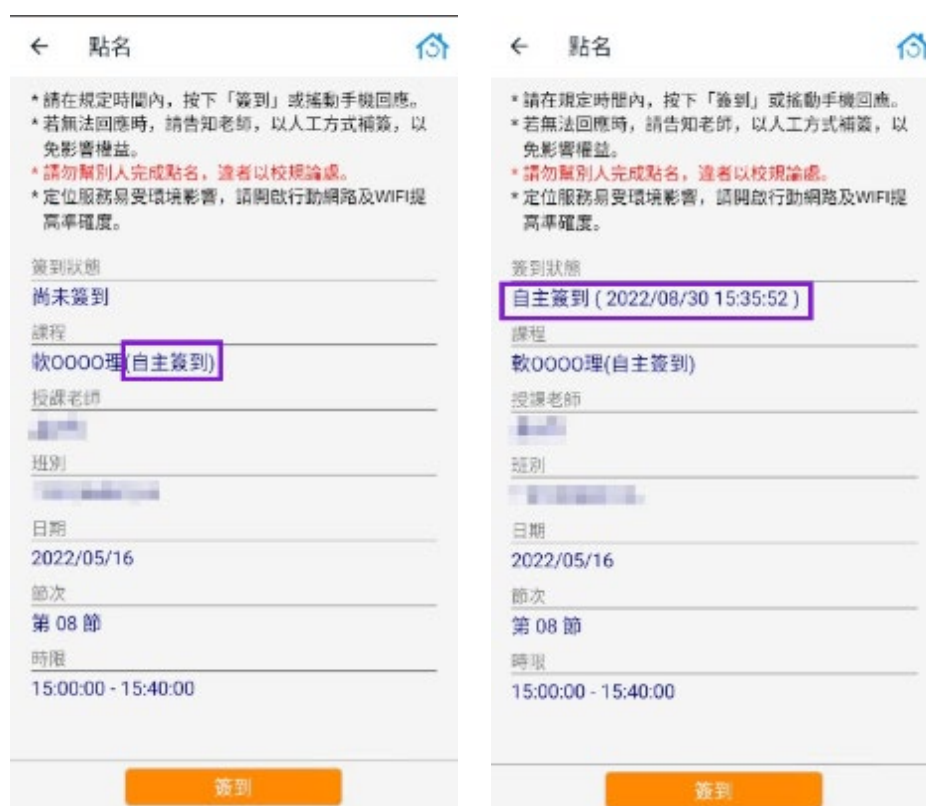 點名
*請在規定時間內，按下「簽到」或搖動手機回應。
*若無法回應時，請告知老師，以人工方式補簽，以
免影響權益。
*請勿幫別人完成點名，違者以校規論處。
*定位服務易受環境影響，請開啟行動網路及WIFI提
高準確度。
簽到狀態
尚未簽到
課程
軟OOOO理(自主簽到)
授課老師
班別
日期
2022/05/16
節次
第 08 節
時限
15:00:00 - 15:40:00
簽到
點名
*請在規定時間內，按下「簽到」或搖動手機回應。
*若無法回應時，請告知老師，以人工方式補簽，以
免影響權益。
*請勿幫別人完成點名，違者以校規論處。
*定位服務易受環境影響，請開啟行動網路及WIFI提
高準確度。
簽到狀態
自主簽到 ( 2022/08/30 15:35:52 )
課程
軟OOOO理(自主簽到)
授課老師
班別
日期
2022/05/16
節次
第 08 節
時限
15:00:00 - 15:40:00
簽到